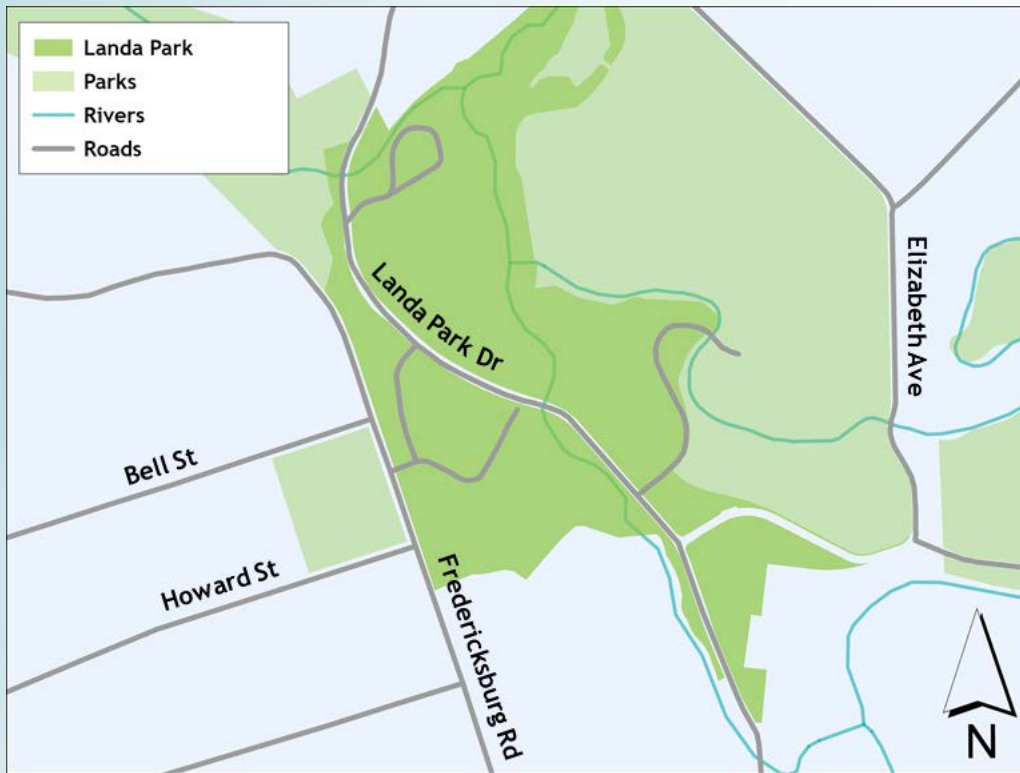 Landa Park
Parks
Rivers
Roads
Landa Park Dr
Elizabeth Ave
Bell St
Howard St
Fredericksburg Rd
N